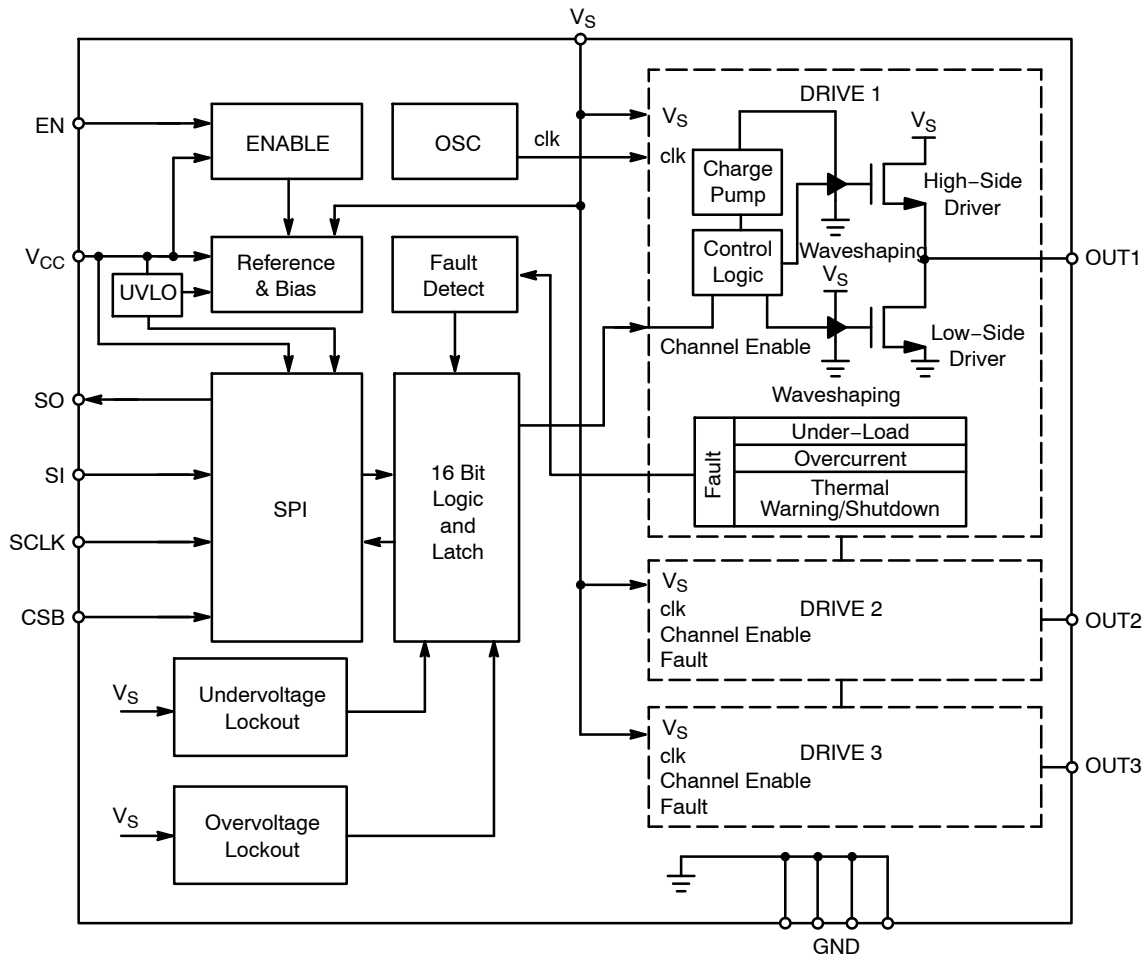 VS
EN
ENABLE
OSC
clk
VCC
UVLO
Reference
& Bias
Fault
Detect
SO
SI
SCLK
CSB
SPI
16 Bit
Logic
and
Latch
VS
Undervoltage
Lockout
VS
Overvoltage
Lockout
DRIVE 1
VS
clk
Charge
Pump
Control
Logic
VS
High−Side
Driver
Waveshaping
VS
Channel Enable
Low−Side
Driver
Waveshaping
Fault
Under−Load
Overcurrent
Thermal
Warning/Shutdown
OUT1
DRIVE 2
VS
clk
Channel Enable
Fault
OUT2
DRIVE 3
VS
clk
Channel Enable
Fault
OUT3
GND